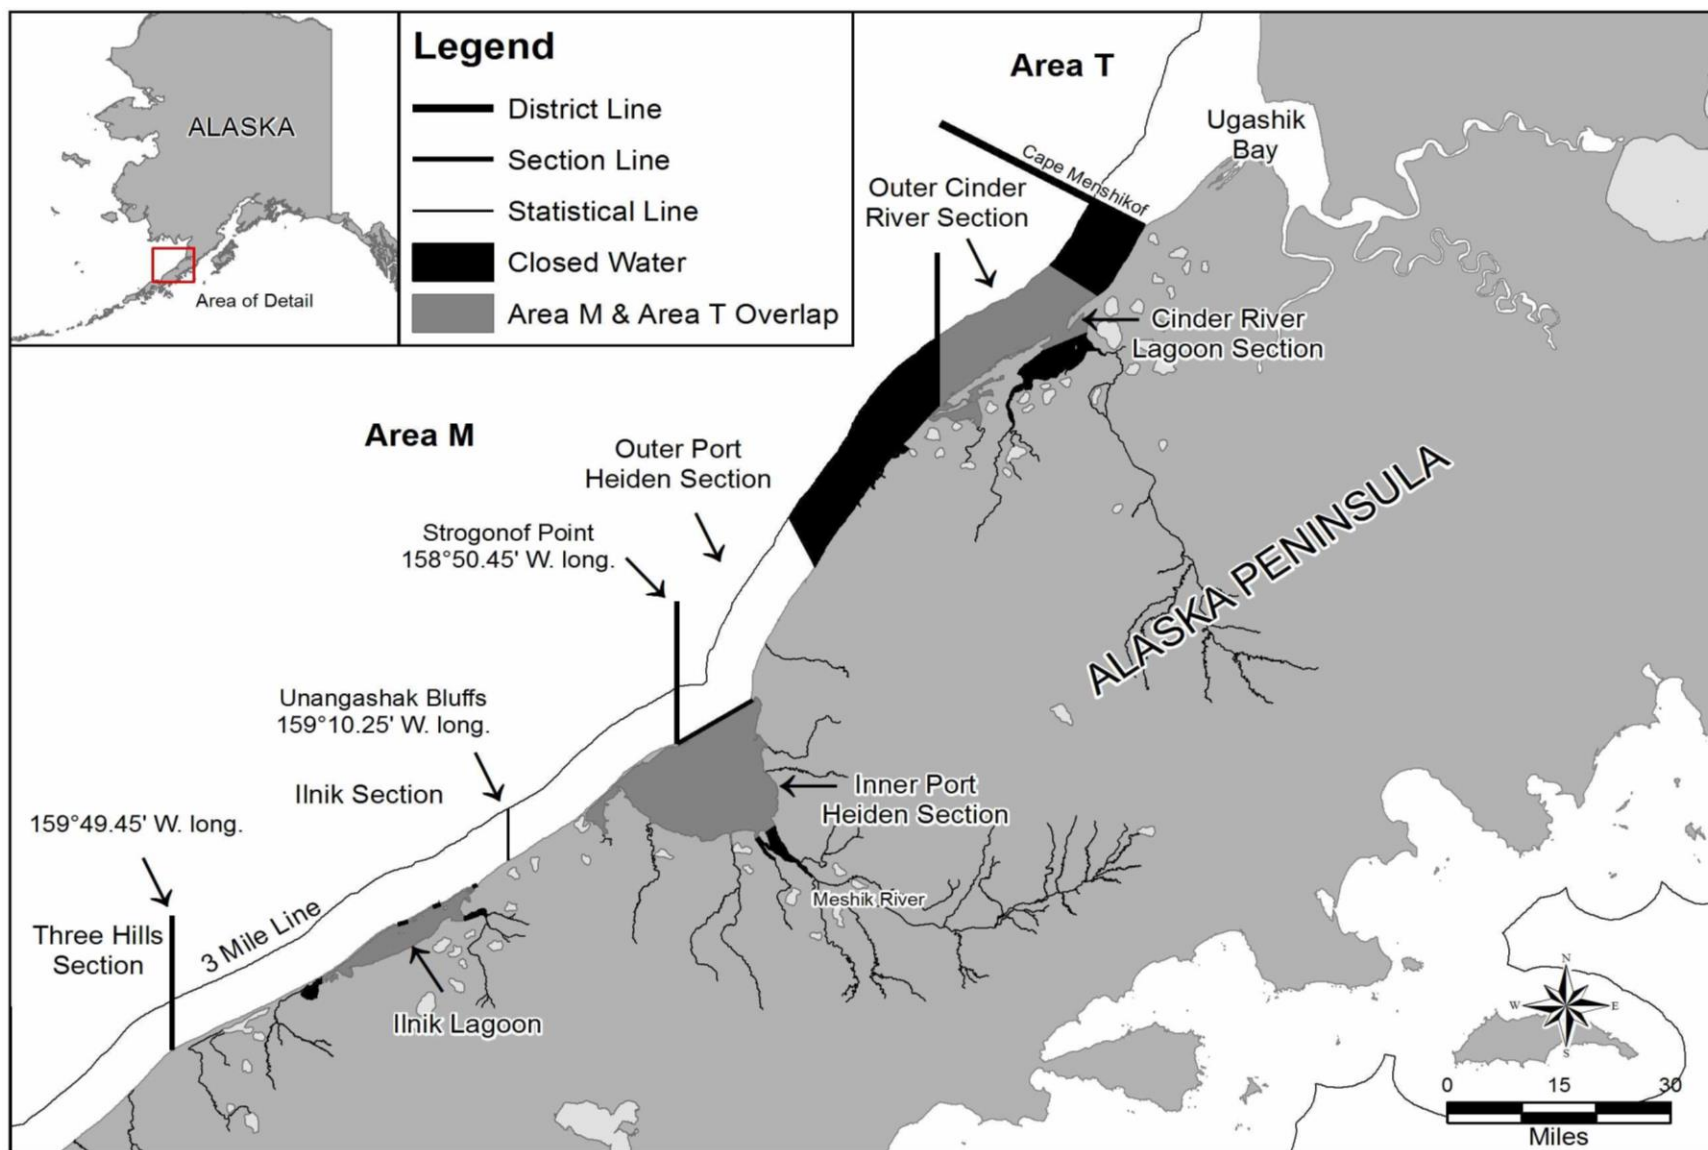 ALASKA
Area of Detail
Legend
District Line
Section Line
Statistical Line
Closed Water
Area M & Area T Overlap
Area T
Ugashik
Bay
Cape Menshikof
Outer Cinder
River Section
Cinder River
Lagoon Section
Area M
Outer Port
Heiden Section
Strogonof Point
158°50.45' W. long.
ALASKA PENINSULA
Unangashak Bluffs
159°10.25' W. long.
Ilnik Section
Inner Port
Heiden Section
159°49.45' W. long.
Meshik River
3 Mile Line
Three Hills
Section
Ilnik Lagoon
N
W
E
S
0 15 30
Miles